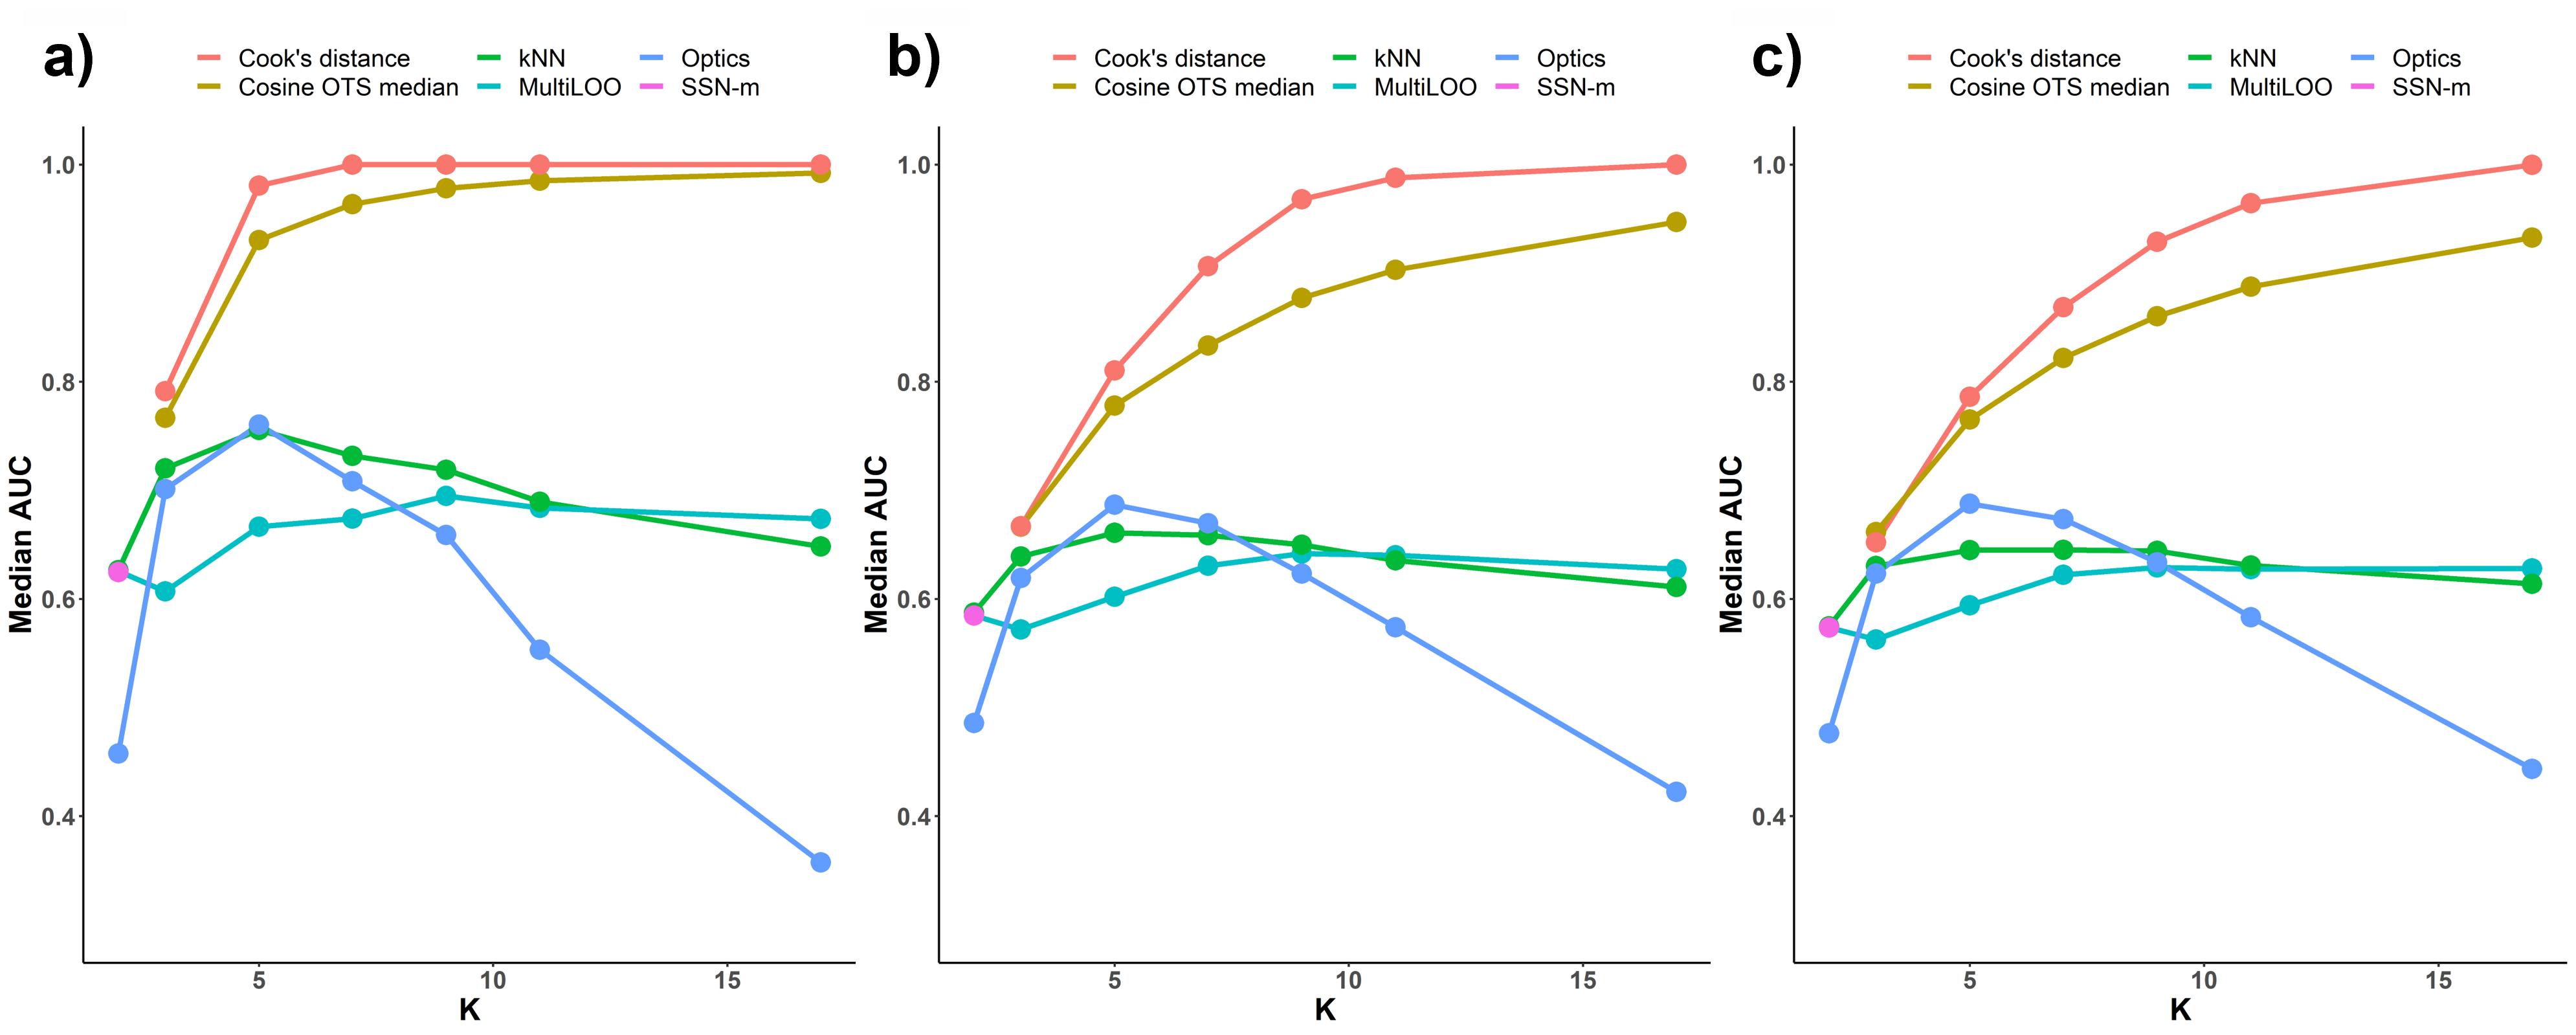 a)
Cook's distance kNN Optics
Cosine OTS median MultiLOO SSN-m
1.0
0.8
0.6
0.4
Median AUC
5 10 15
K
b)
Cook's distance kNN Optics
Cosine OTS median MultiLOO SSN-m
1.0
0.8
0.6
0.4
Median AUC
5 10 15
K
c)
Cook's distance kNN Optics
Cosine OTS median MultiLOO SSN-m
1.0
0.8
0.6
0.4
Median AUC
5 10 15
K